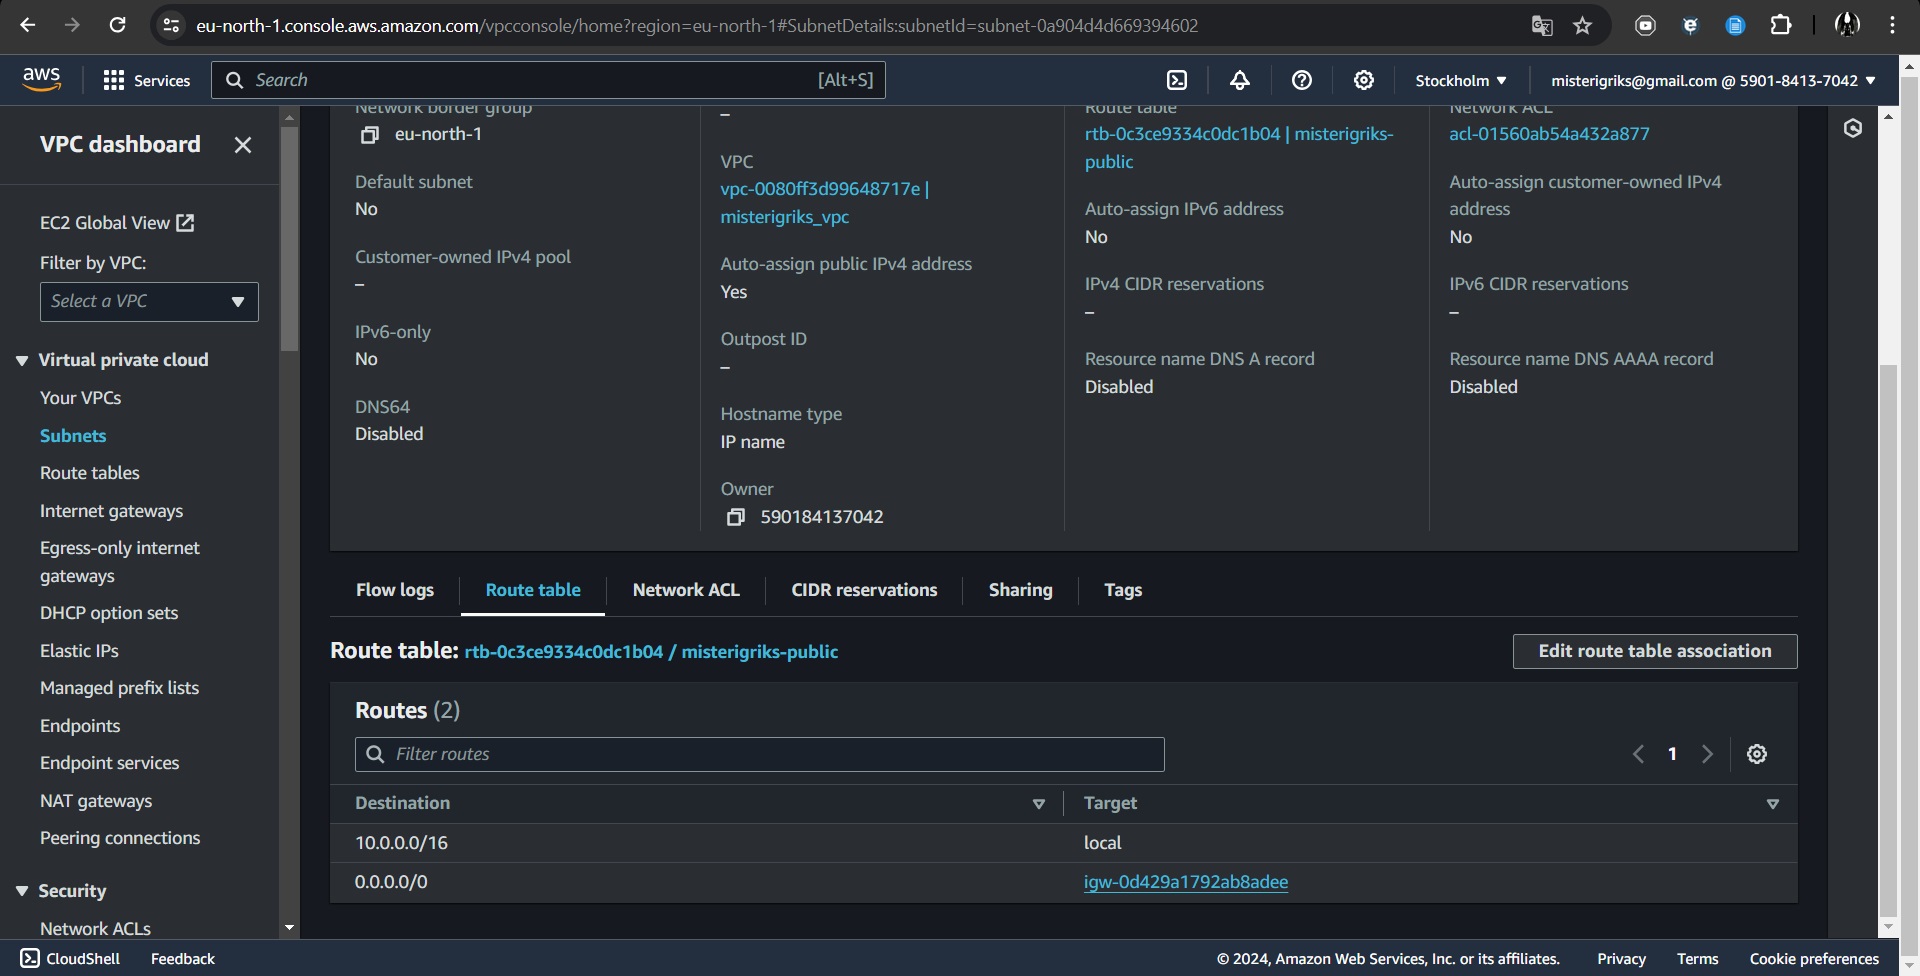 eu-north-1.console.aws.amazon.com/vpcconsole/home?region=eu-north-1#SubnetDetails:subnetId=subnet-0a904d4d669394602
aws
Services
Search
[Alt+S]
Stockholm
misterigriks@gmail.com @ 5901-8413-7042
VPC dashboard
EC2 Global View
Filter by VPC:
Select a VPC
Virtual private cloud
Your VPCs
Subnets
Route tables
Internet gateways
Egress-only internet
gateways
DHCP option sets
Elastic IPs
Managed prefix lists
Endpoints
Endpoint services
NAT gateways
Peering connections
Security
Network ACLs
Network border group
eu-north-1
Default subnet
No
Customer-owned IPv4 pool
–
IPv6-only
No
DNS64
Disabled
–
VPC
vpc-0080ff3d99648717e |
misterigriks_vpc
Auto-assign public IPv4 address
Yes
Outpost ID
–
Hostname type
IP name
Owner
590184137042
Route table
rtb-0c3ce9334c0dc1b04 | misterigriks-
public
Auto-assign IPv6 address
No
IPv4 CIDR reservations
–
Resource name DNS A record
Disabled
Network ACL
acl-01560ab54a432a877
Auto-assign customer-owned IPv4
address
No
IPv6 CIDR reservations
–
Resource name DNS AAAA record
Disabled
Flow logs
Route table
Network ACL
CIDR reservations
Sharing
Tags
Route table: rtb-0c3ce9334c0dc1b04 / misterigriks-public
Edit route table association
Routes (2)
Filter routes
1
Destination
Target
10.0.0.0/16
local
0.0.0.0/0
igw-0d429a1792ab8adee
CloudShell
Feedback
© 2024, Amazon Web Services, Inc. or its affiliates.
Privacy
Terms
Cookie preferences